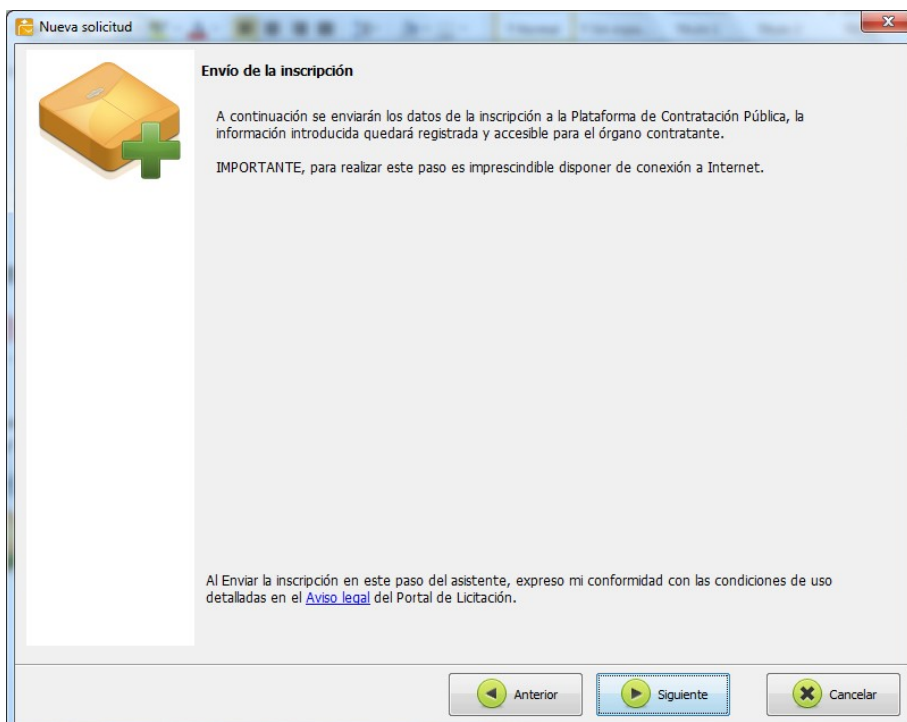 Nueva solicitud
Envío de la inscripción
A continuación se enviarán los datos de la inscripción a la Plataforma de Contratación Pública, la
información introducida quedará registrada y accesible para el órgano contratante.
IMPORTANTE, para realizar este paso es imprescindible disponer de conexión a Internet.
Al Enviar la inscripción en este paso del asistente, expreso mi conformidad con las condiciones de uso
detalladas en el Aviso legal del Portal de Licitación.
Anterior Siguiente Cancelar